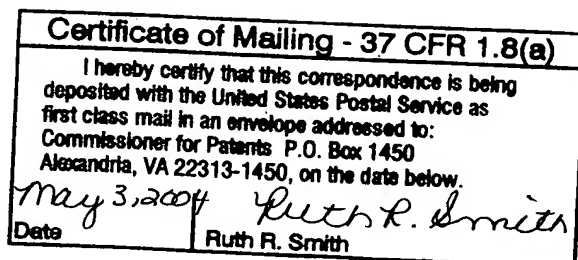 Certificate of Mailing - 37 CFR 1.8(a)
I hereby certify that this correspondence is being
deposited with the United States Postal Service as
first class mail in an envelope addressed to:
Commissioner for Patents P.O. Box 1450
Alexandria, VA 22313-1450, on the date below.
May 3, 2004 Ruth R. Smith
Date Ruth R. Smith